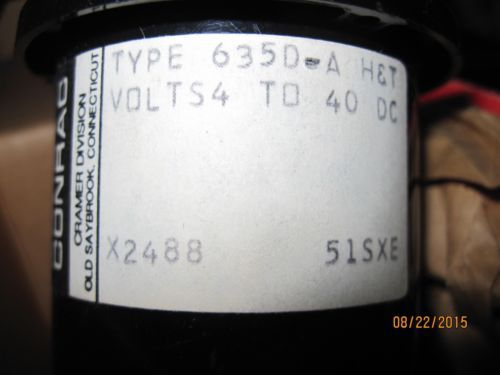 CONRAC
CRAMER DIVISION
OLD SAYBROOK, CONNECTICUT
TYPE 635D-A H&T
VOLTS4 TO 40 DC
X2488 51SXE
08/22/2015